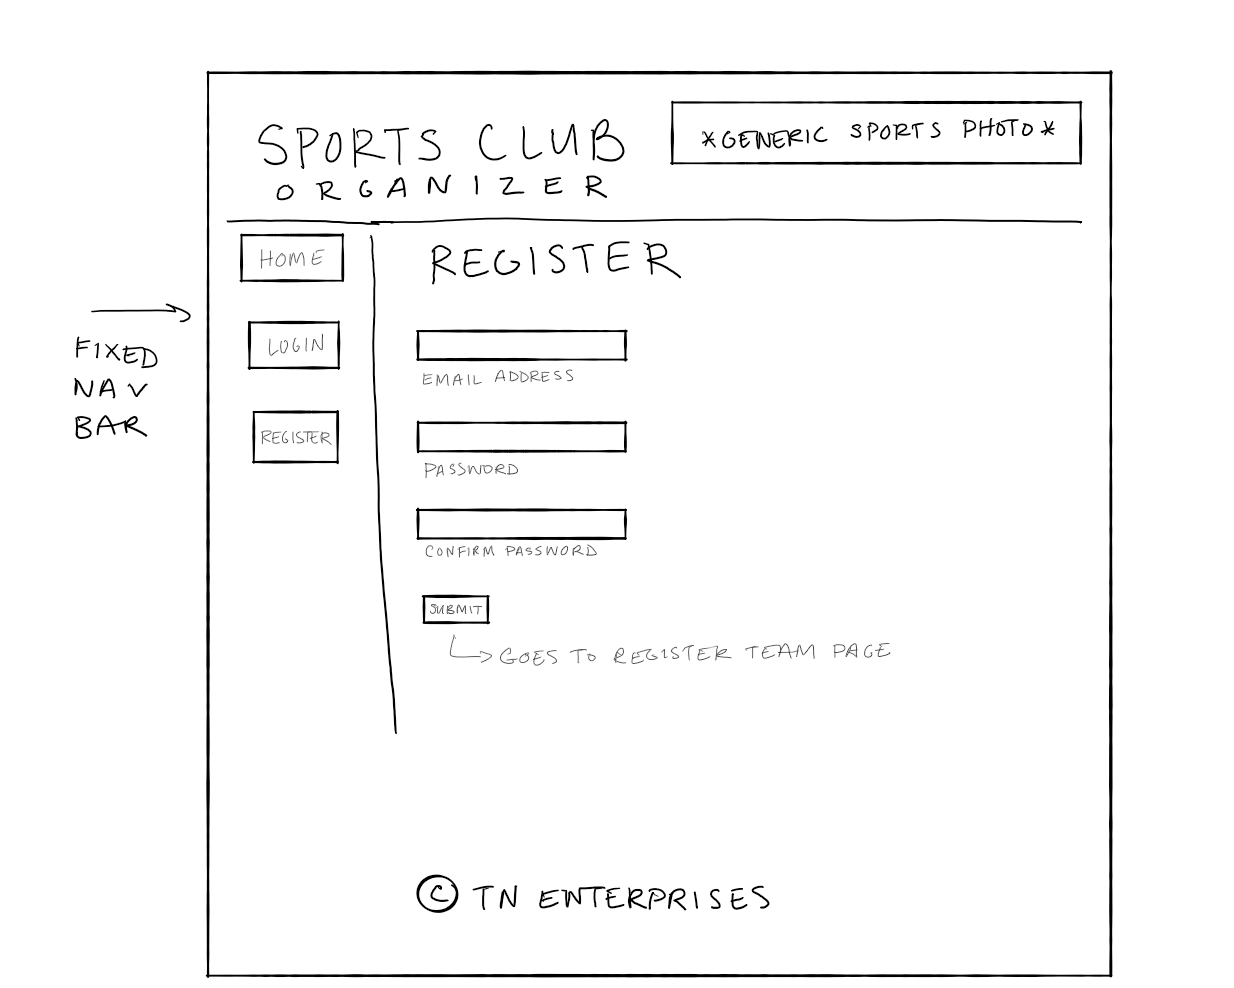 SPORTS CLUB
ORGANIZER
*GENERIC SPORTS PHOTO*
HOME
LOGIN
REGISTER
FIXED
NAV
BAR
REGISTER
EMAIL ADDRESS
PASSWORD
CONFIRM PASSWORD
SUBMIT
GOES TO REGISTER TEAM PAGE
© TN ENTERPRISES